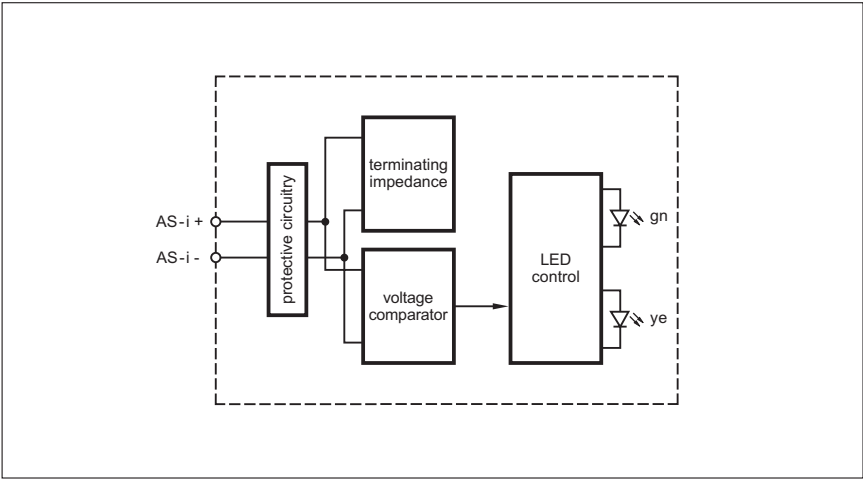 AS-i +
AS-i -
protective circuitry
terminating
impedance
voltage
comparator
LED
control
gn
ye